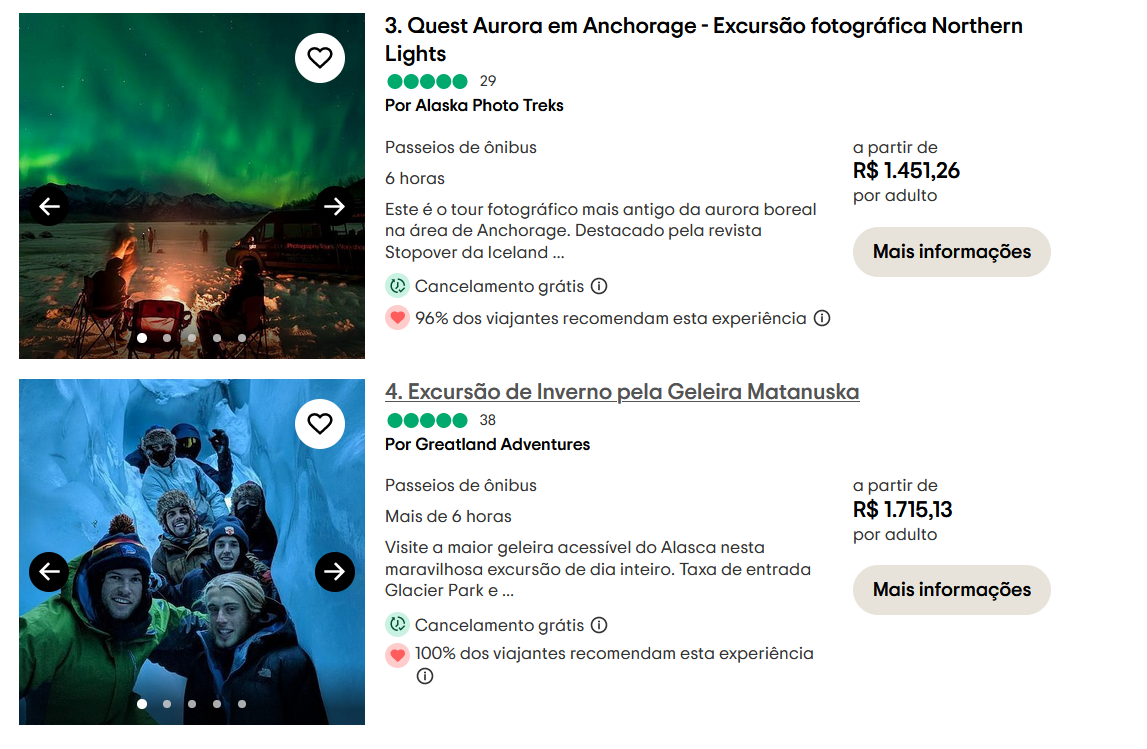 3. Quest Aurora em Anchorage - Excursão fotográfica Northern
Lights
29
Por Alaska Photo Treks
Passeios de ônibus
6 horas
Este é o tour fotográfico mais antigo da aurora boreal
na área de Anchorage. Destacado pela revista
Stopover da Iceland ...
Cancelamento grátis
96% dos viajantes recomendam esta experiência
a partir de
R$ 1.451,26
por adulto
Mais informações
4. Excursão de Inverno pela Geleira Matanuska
38
Por Greatland Adventures
Passeios de ônibus
Mais de 6 horas
Visite a maior geleira acessível do Alasca nesta
maravilhosa excursão de dia inteiro. Taxa de entrada
Glacier Park e ...
Cancelamento grátis
100% dos viajantes recomendam esta experiência
a partir de
R$ 1.715,13
por adulto
Mais informações